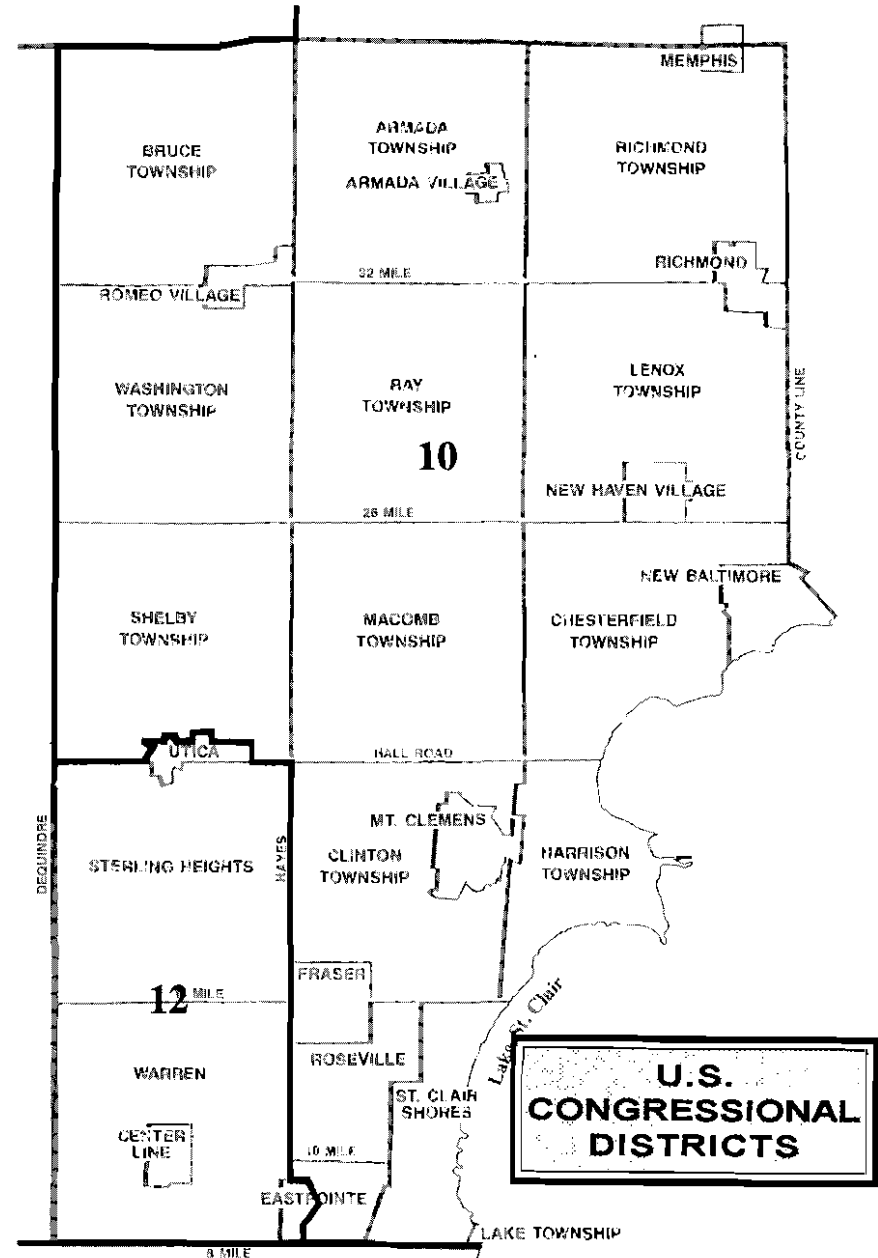 MEMPHIS
BRUCE
TOWNSHIP
ARMADA
TOWNSHIP
ARMADA VILLAGE
RICHMOND
TOWNSHIP
RICHMOND
32 MILE
ROMEO VILLAGE
WASHINGTON
TOWNSHIP
RAY
TOWNSHIP
LENOX
TOWNSHIP
COUNTY LINE
10
NEW HAVEN VILLAGE
26 MILE
NEW BALTIMORE
SHELBY
TOWNSHIP
MACOMB
TOWNSHIP
CHESTERFIELD
TOWNSHIP
UTICA
HALL ROAD
MT. CLEMENS
DEQUINDRE
STERLING HEIGHTS
HAYES
CLINTON
TOWNSHIP
HARRISON
TOWNSHIP
FRASER
12 MILE
Lake St. Clair
ROSEVILLE
WARREN
ST. CLAIR
SHORES
U.S.
CONGRESSIONAL
DISTRICTS
CENTER
LINE
10 MILE
EASTPOINTE
LAKE TOWNSHIP
8 MILE